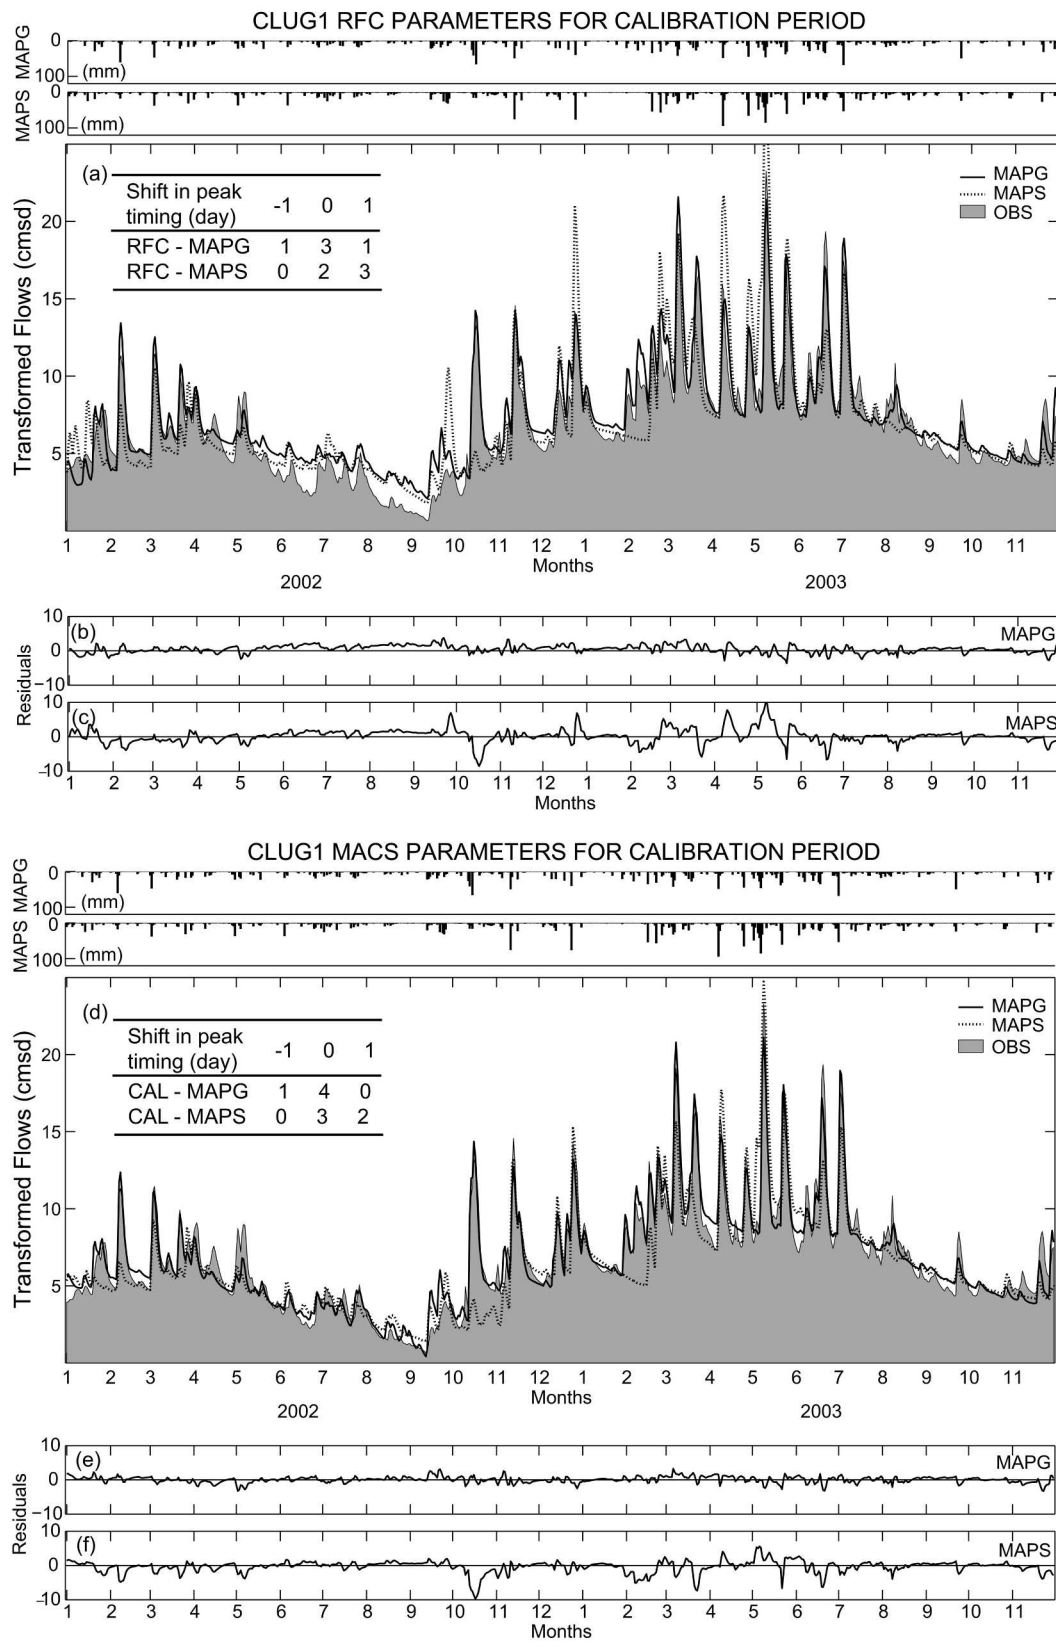 CLUG1 RFC PARAMETERS FOR CALIBRATION PERIOD
MAPG
0
100
(mm)
MAPS
0
100
(mm)
(a)
Shift in peak
timing (day) -1 0 1
RFC - MAPG 1 3 1
RFC - MAPS 0 2 3
MAPG
MAPS
OBS
Transformed Flows (cmsd)
20
15
10
5
1 2 3 4 5 6 7 8 9 10 11 12 1 2 3 4 5 6 7 8 9 10 11
Months
2002 2003
Residuals
10
0
−10
(b)
MAPG
10
0
−10
(c)
MAPS
1 2 3 4 5 6 7 8 9 10 11 12 1 2 3 4 5 6 7 8 9 10 11
Months
CLUG1 MACS PARAMETERS FOR CALIBRATION PERIOD
MAPG
0
100
(mm)
MAPS
0
100
(mm)
(d)
Shift in peak
timing (day) -1 0 1
CAL - MAPG 1 4 0
CAL - MAPS 0 3 2
MAPG
MAPS
OBS
Transformed Flows (cmsd)
20
15
10
5
1 2 3 4 5 6 7 8 9 10 11 12 1 2 3 4 5 6 7 8 9 10 11
Months
2002 2003
Residuals
10
0
−10
(e)
MAPG
10
0
−10
(f)
MAPS
1 2 3 4 5 6 7 8 9 10 11 12 1 2 3 4 5 6 7 8 9 10 11
Months